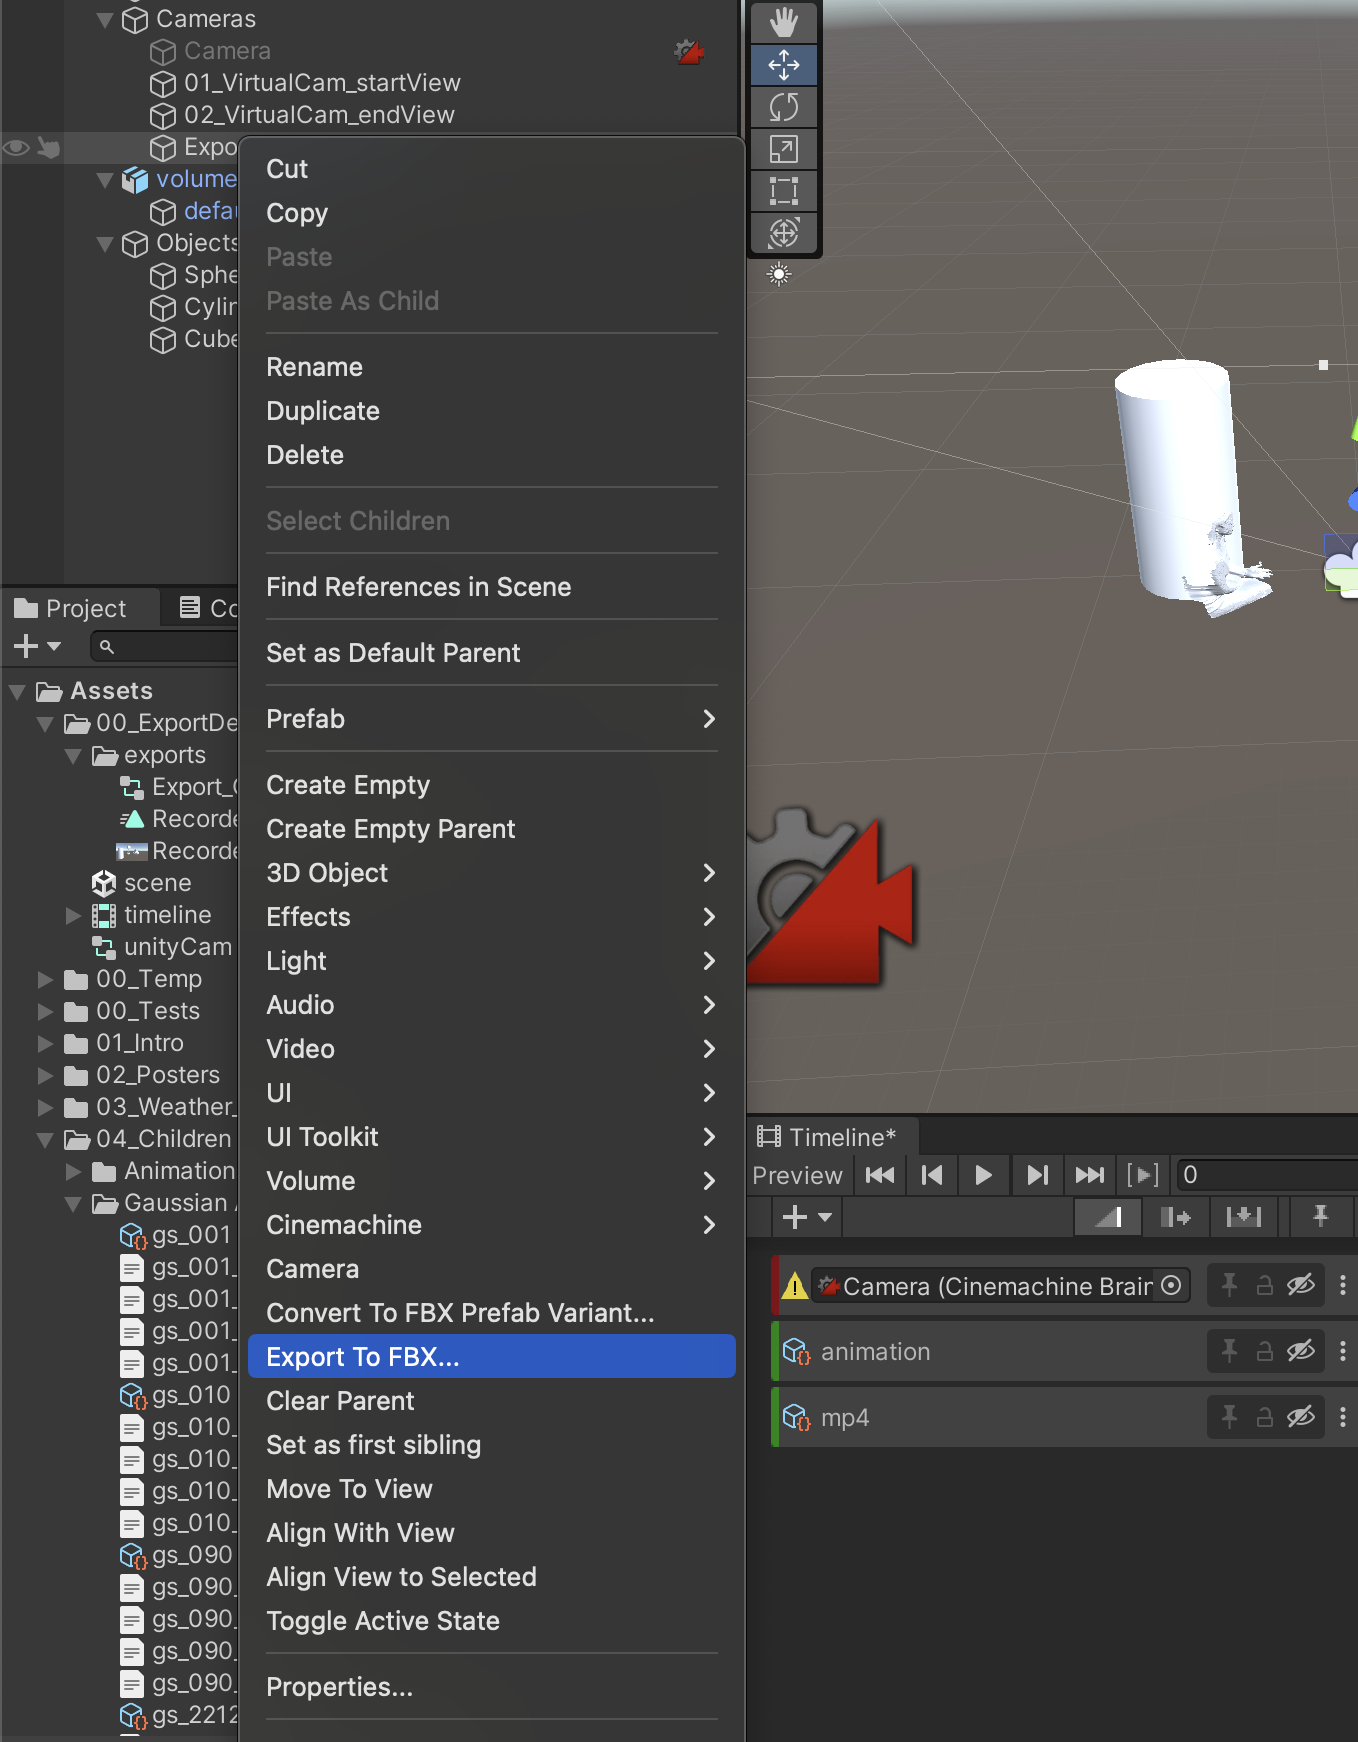 Cameras
Camera
01_VirtualCam_startView
02_VirtualCam_endView
Expo
volume
defau
Objects
Sphe
Cylin
Cube
Cut
Copy
Paste
Paste As Child
Rename
Duplicate
Delete
Select Children
Find References in Scene
Set as Default Parent
Prefab
Create Empty
Create Empty Parent
3D Object
Effects
Light
Audio
Video
UI
UI Toolkit
Volume
Cinemachine
Camera
Convert To FBX Prefab Variant...
Export To FBX...
Clear Parent
Set as first sibling
Move To View
Align With View
Align View to Selected
Toggle Active State
Properties...
Project
Co
Assets
00_ExportDe
exports
Export_
Recorde
Recorde
scene
timeline
unityCam
00_Temp
00_Tests
01_Intro
02_Posters
03_Weather_
04_Children
Animation
Gaussian
gs_001
gs_001_
gs_001_
gs_001_
gs_001_
gs_010
gs_010_
gs_010_
gs_010_
gs_010_
gs_090
gs_090_
gs_090_
gs_090_
gs_090_
gs_2212
Timeline*
Preview
0
Camera (Cinemachine Brain
animation
mp4